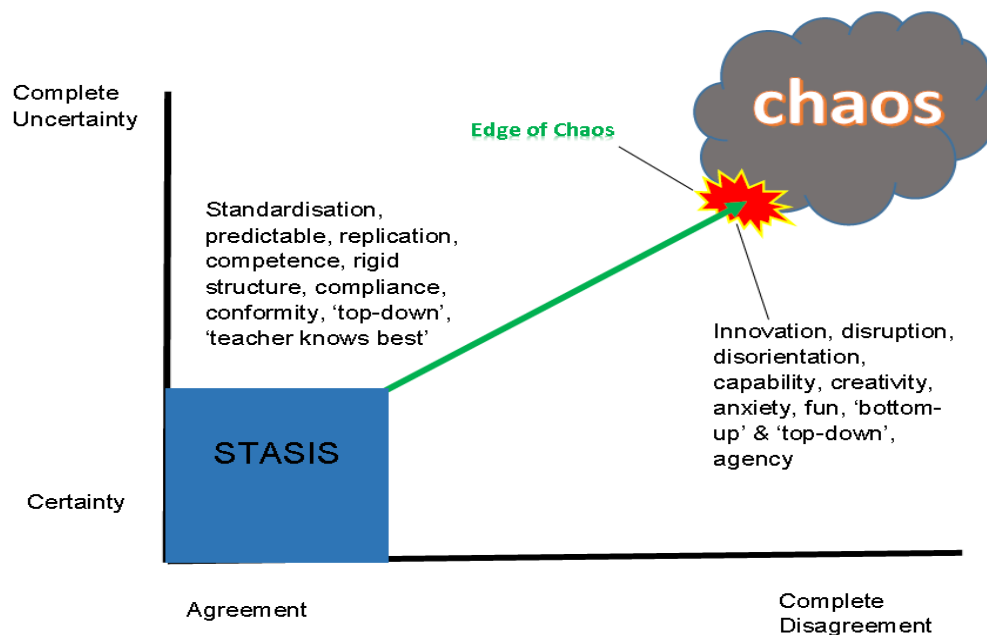 Complete
Uncertainty
chaos
Edge of Chaos
Standardisation,
predictable, replication,
competence, rigid
structure, compliance,
conformity, ‘top-down’,
‘teacher knows best’
Innovation, disruption,
disorientation,
capability, creativity,
anxiety, fun, ‘bottom-
up’ & ‘top-down’,
agency
STASIS
Certainty
Agreement
Complete
Disagreement